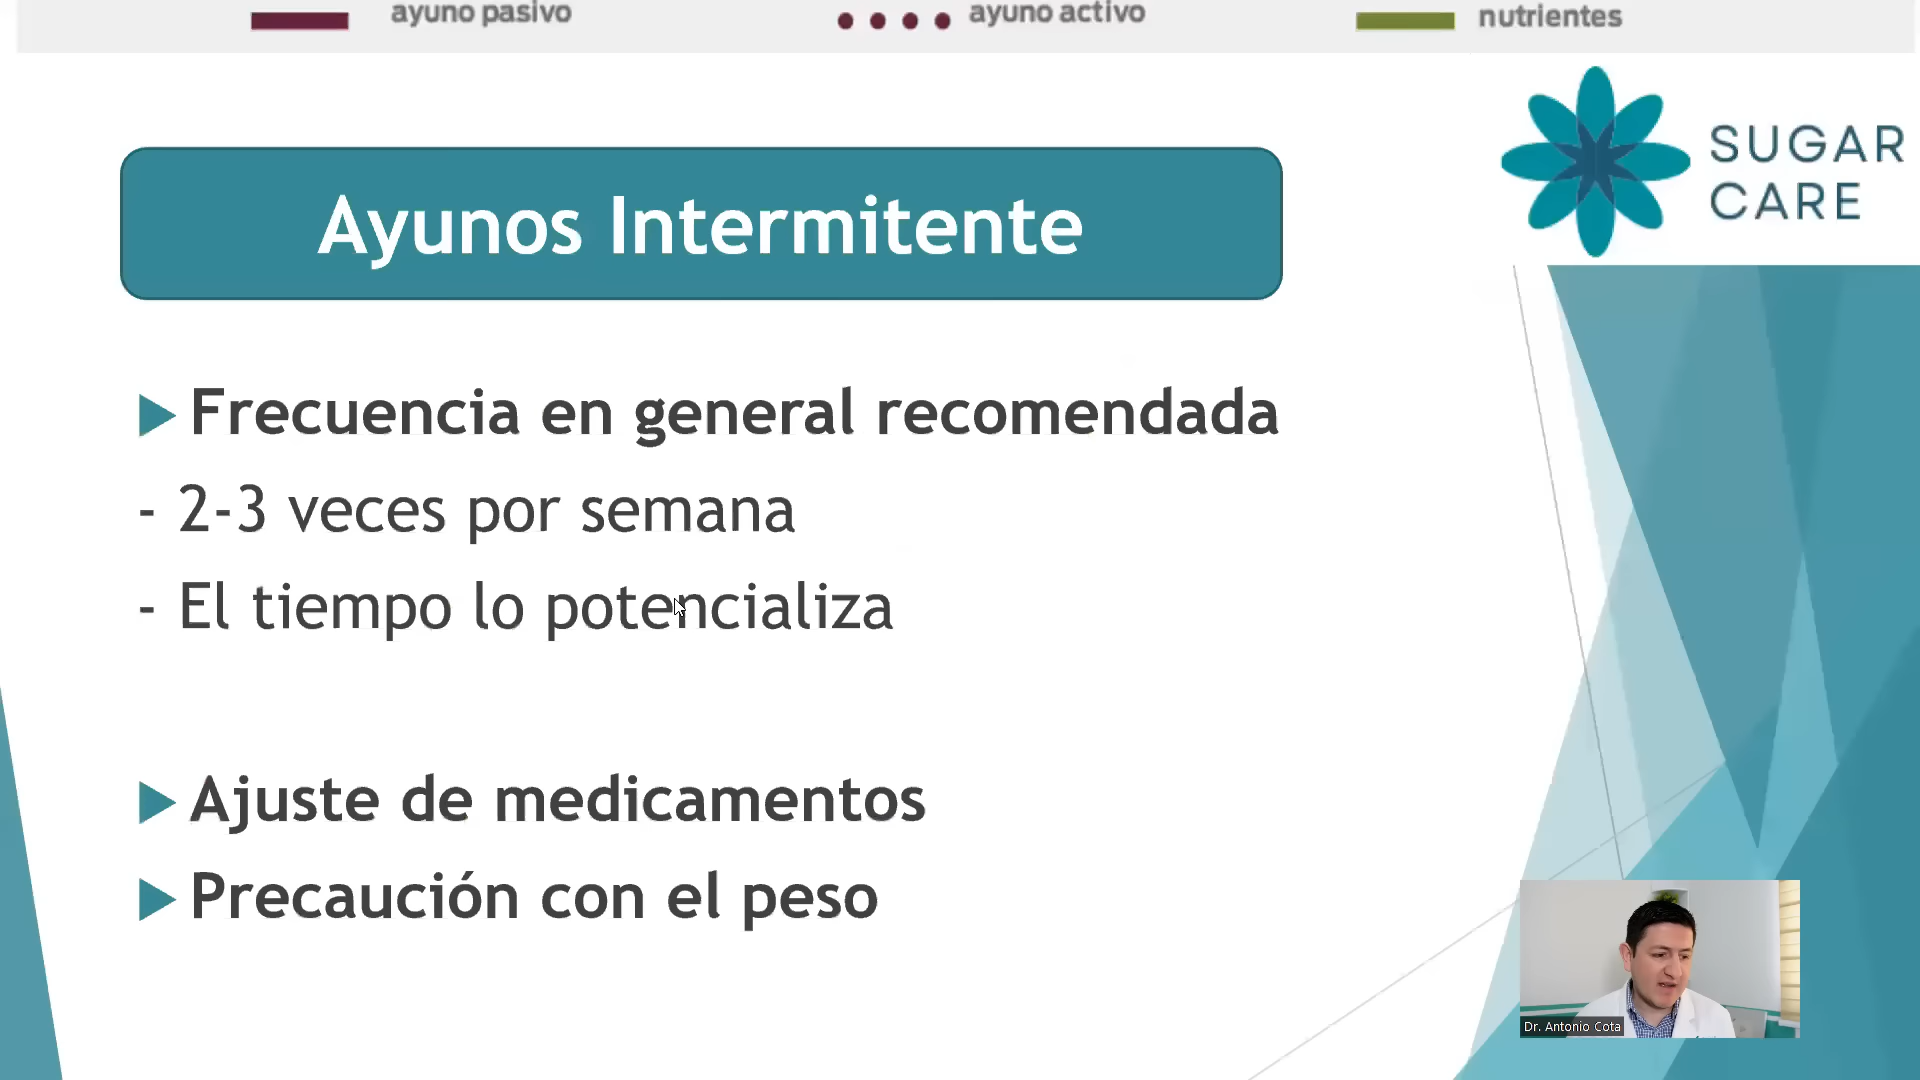 ayuno pasivo
ayuno activo
nutrientes
SUGAR
CARE
Ayunos Intermitente
Frecuencia en general recomendada
- 2-3 veces por semana
- El tiempo lo potencializa
Ajuste de medicamentos
Precaución con el peso
Dr. Antonio Cota